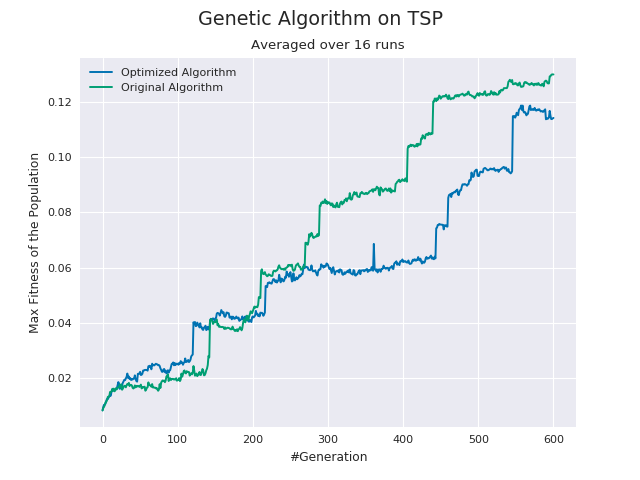 Genetic Algorithm on TSP
Averaged over 16 runs
Optimized Algorithm
Original Algorithm
Max Fitness of the Population
0.12
0.10
0.08
0.06
0.04
0.02
0 100 200 300 400 500 600
#Generation